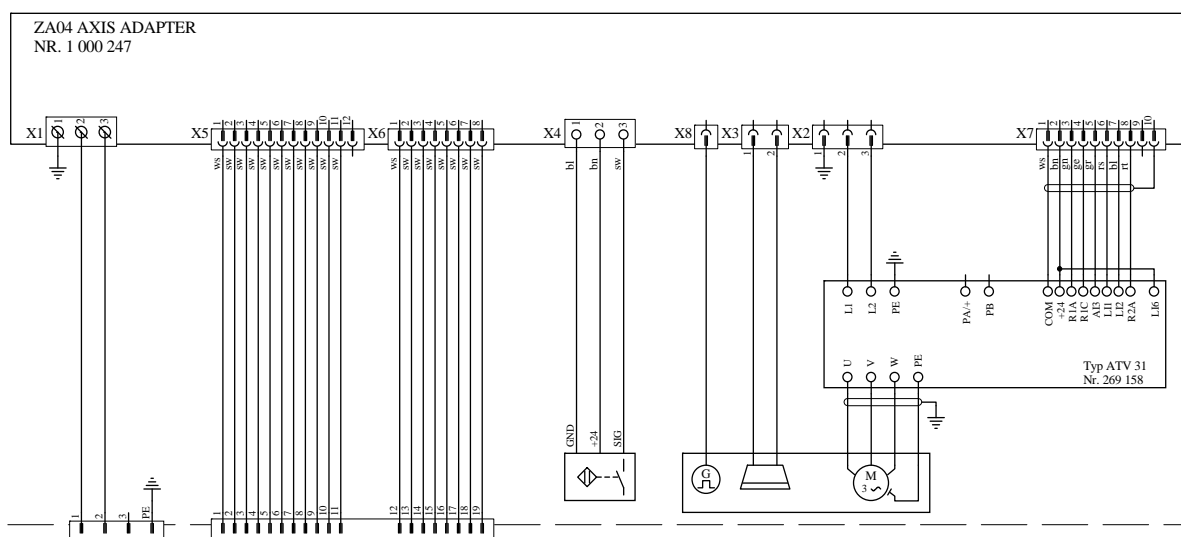 ZA04 AXIS ADAPTER
NR. 1 000 247
X1 1 2 3
X5 1 2 3 4 5 6 7 8 9 10 11 12
X6 1 2 3 4 5 6 7 8
X4 1 2 3
X8
X3
X2
X7 1 2 3 4 5 6 7 8 9 10
1 2
1 2 3
ws sw sw sw sw sw sw sw sw sw sw
ws sw sw sw sw sw sw sw
bl bn sw
ws bn gn ge gr rs bl rt
L1 L2 PE PA/+ PB COM +24 R1A R1C AI3 LI1 LI2 R2A LI6
U V W PE
Typ ATV 31
Nr. 269 158
GND +24 SIG
G
M
3
1 2 3 PE
1 2 3 4 5 6 7 8 9 10 11
12 13 14 15 16 17 18 19